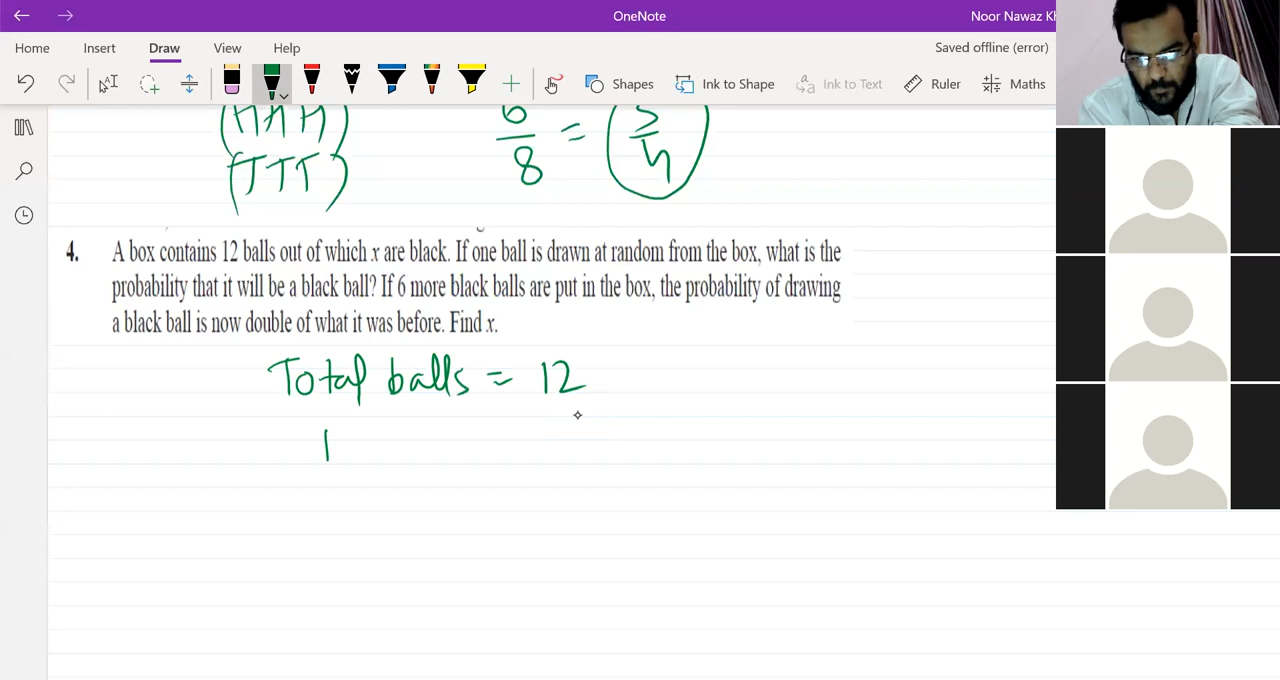 OneNote
Noor Nawaz Kh
Home Insert Draw View Help
Saved offline (error)
Shapes Ink to Shape Ink to Text Ruler Maths
(HHH)
(TTT)
6/8 = 3/4
4. A box contains 12 balls out of which x are black. If one ball is drawn at random from the box, what is the
probability that it will be a black ball? If 6 more black balls are put in the box, the probability of drawing
a black ball is now double of what it was before. Find x.
Total balls = 12